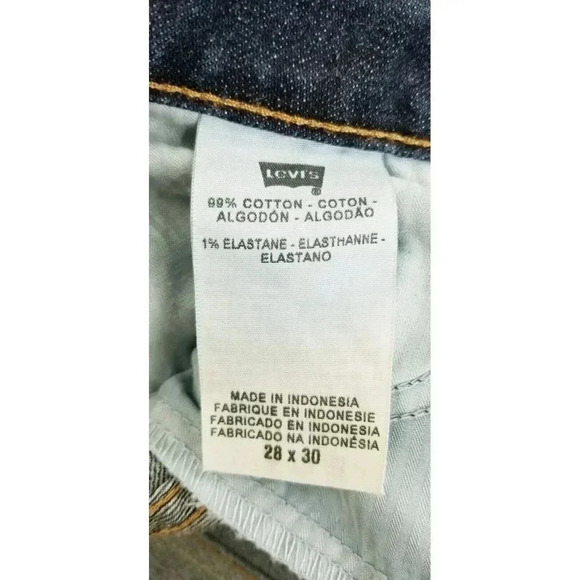 Levi's
®
99% COTTON - COTON -
ALGODÓN - ALGODÃO
1% ELASTANE - ELASTHANNE -
ELASTANO
MADE IN INDONESIA
FABRIQUE EN INDONESIE
FABRICADO EN INDONESIA
FABRICADO NA INDONÉSIA
28 x 30